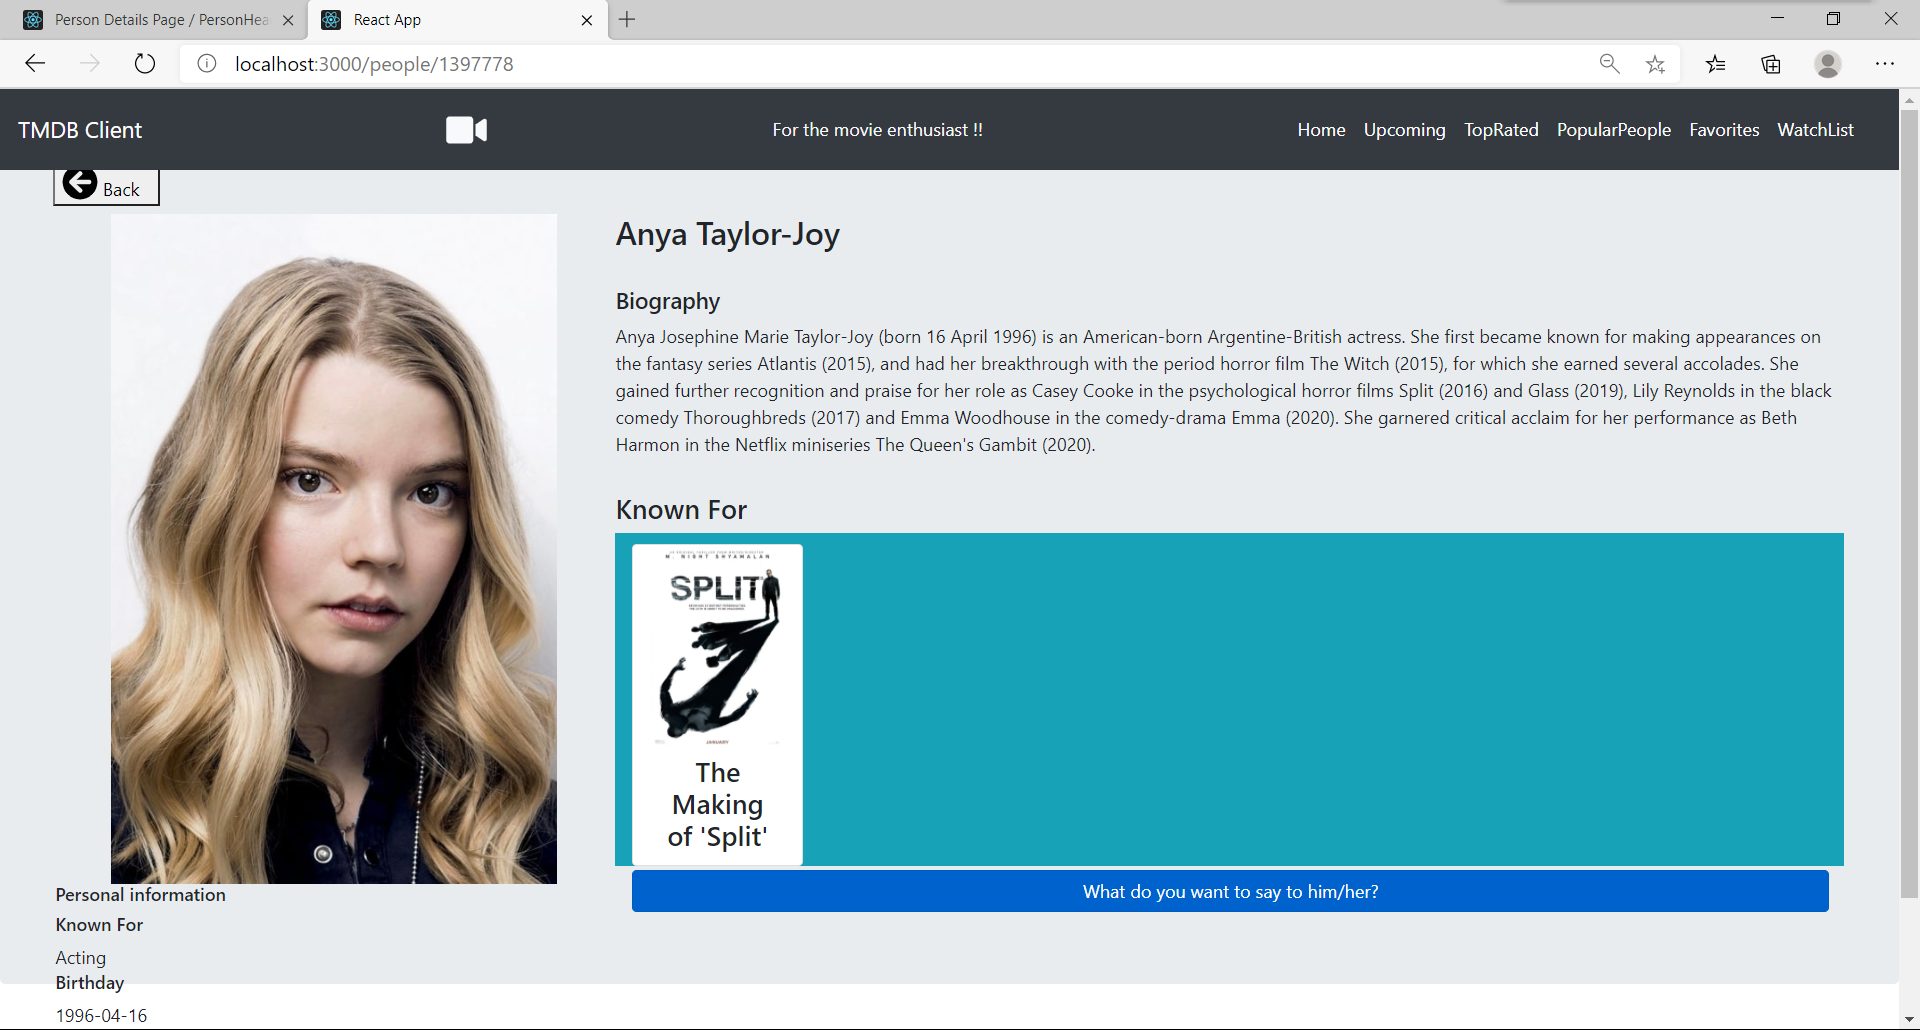 Person Details Page / PersonHea
React App
localhost:3000/people/1397778
TMDB Client
For the movie enthusiast !!
Home Upcoming TopRated PopularPeople Favorites WatchList
Back
Anya Taylor-Joy
Biography
Anya Josephine Marie Taylor-Joy (born 16 April 1996) is an American-born Argentine-British actress. She first became known for making appearances on
the fantasy series Atlantis (2015), and had her breakthrough with the period horror film The Witch (2015), for which she earned several accolades. She
gained further recognition and praise for her role as Casey Cooke in the psychological horror films Split (2016) and Glass (2019), Lily Reynolds in the black
comedy Thoroughbreds (2017) and Emma Woodhouse in the comedy-drama Emma (2020). She garnered critical acclaim for her performance as Beth
Harmon in the Netflix miniseries The Queen's Gambit (2020).
Known For
M. NIGHT SHYAMALAN
SPLIT
JANUARY
The
Making
of 'Split'
What do you want to say to him/her?
Personal information
Known For
Acting
Birthday
1996-04-16